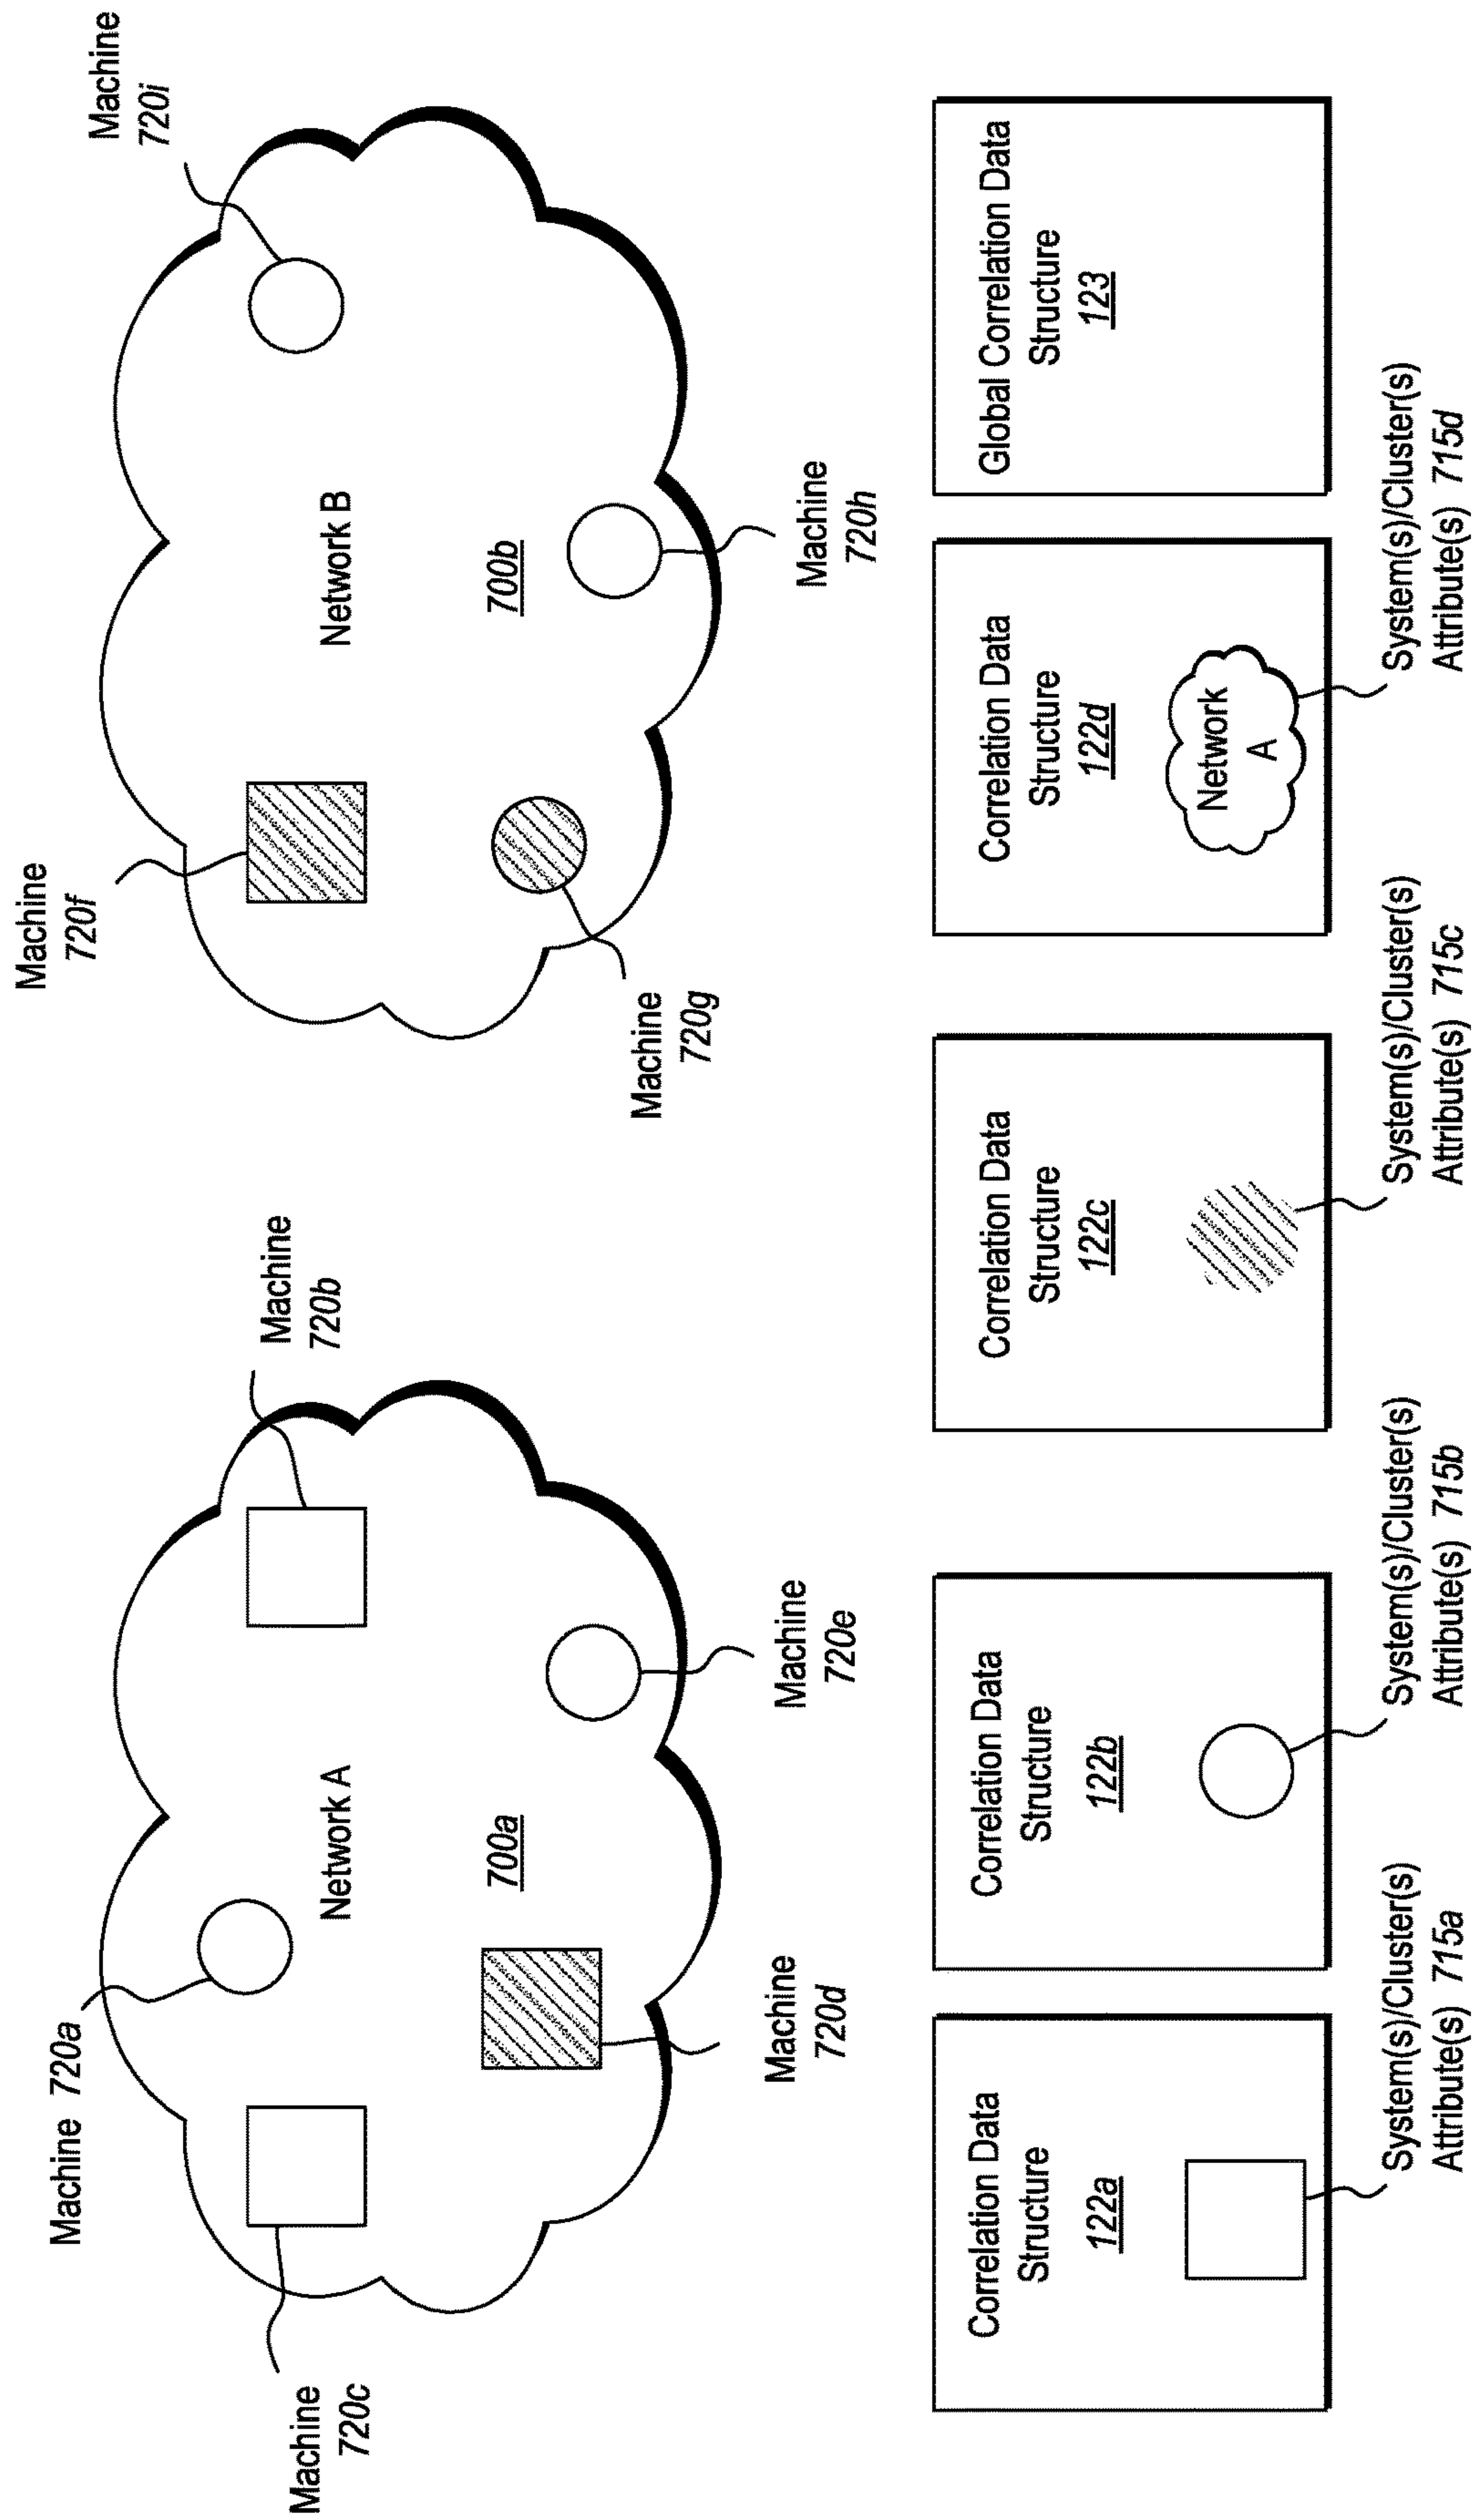 Machine 720a
Machine
720b
Machine
720c
Network A
700a
Machine
720d
Machine
720e
Machine
720f
Machine
720i
Network B
700b
Machine
720g
Machine
720h
Correlation Data
Structure
122a
System(s)/Cluster(s)
Attribute(s) 715a
Correlation Data
Structure
122b
System(s)/Cluster(s)
Attribute(s) 715b
Correlation Data
Structure
122c
System(s)/Cluster(s)
Attribute(s) 715c
Correlation Data
Structure
122d
Network
A
System(s)/Cluster(s)
Attribute(s) 715d
Global Correlation Data
Structure
123